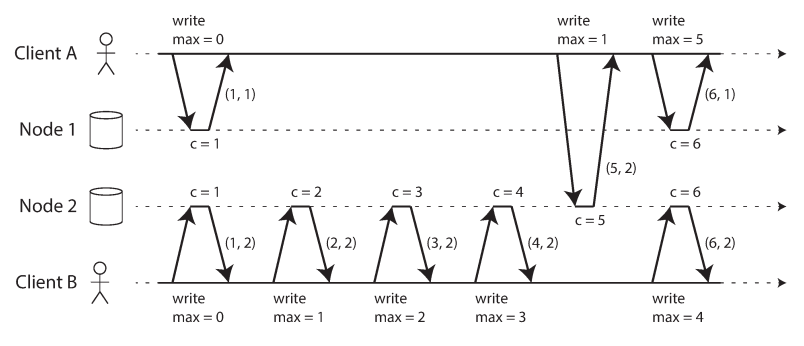 write
max = 0
write
max = 1
write
max = 5
Client A
(1, 1)
(6, 1)
Node 1
c = 1
c = 6
(5, 2)
c = 1
c = 2
c = 3
c = 4
c = 6
Node 2
c = 5
(1, 2)
(2, 2)
(3, 2)
(4, 2)
(6, 2)
Client B
write
max = 0
write
max = 1
write
max = 2
write
max = 3
write
max = 4